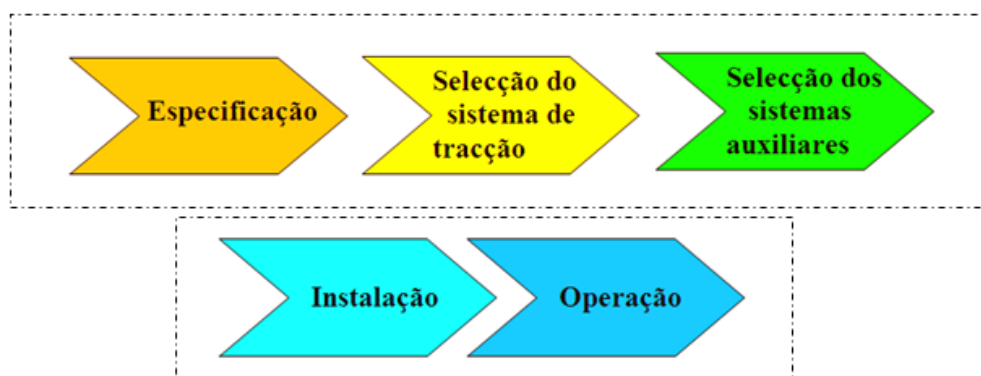 Especificação
Selecção do
sistema de
tracção
Selecção dos
sistemas
auxiliares
Instalação
Operação